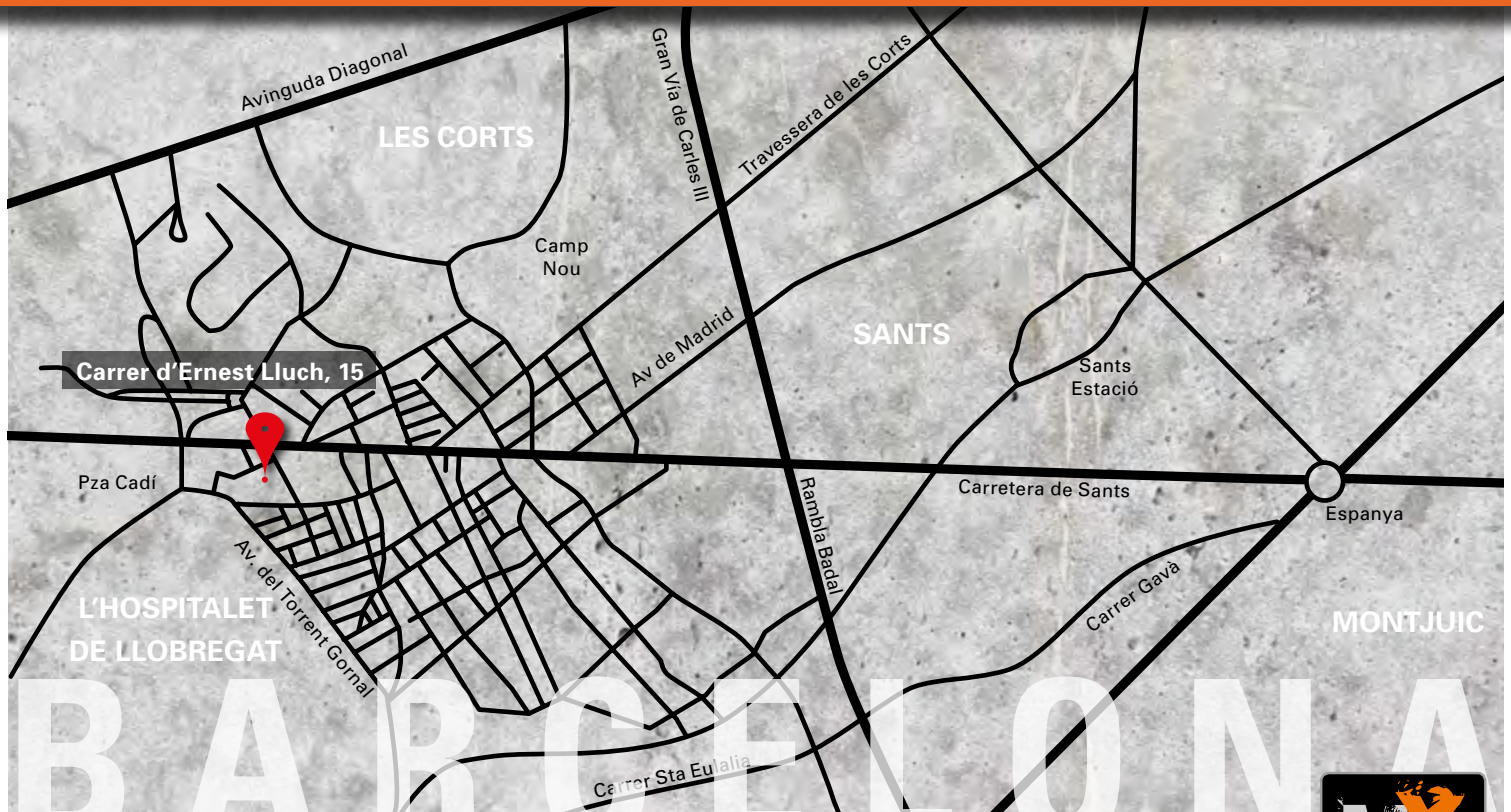 Avinguda Diagonal
LES CORTS
Gran Vía de Carles III
Travessera de les Corts
Camp
Nou
Av de Madrid
SANTS
Sants
Estació
Carrer d'Ernest Lluch, 15
Pza Cadí
Carretera de Sants
Espanya
Rambla Badal
Av. del Torrent Gornal
Carrer Gavà
L'HOSPITALET
DE LLOBREGAT
MONTJUIC
BARCELONA
Carrer Sta Eulalia